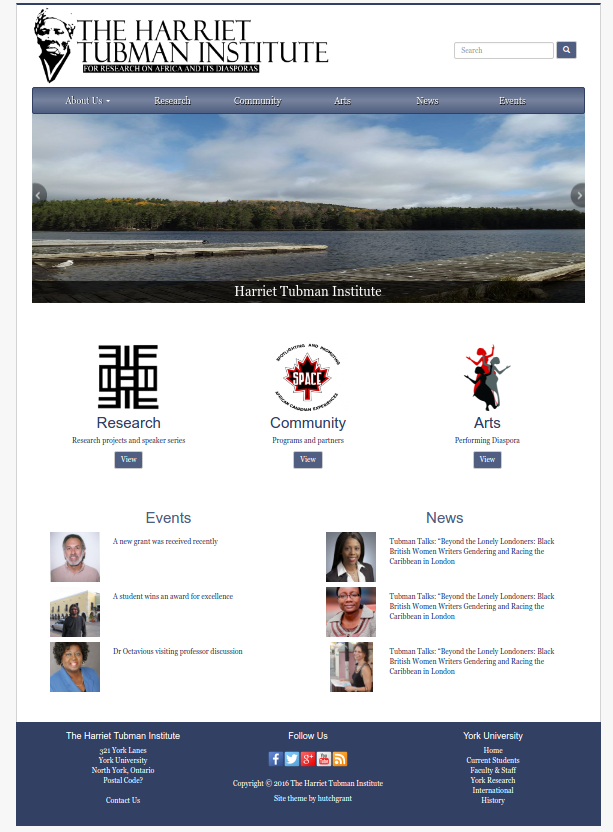 THE HARRIET
TUBMAN INSTITUTE
FOR RESEARCH ON AFRICA AND ITS DIASPORAS
Search
About Us
Research
Community
Arts
News
Events
Harriet Tubman Institute
SPOTLIGHTING AND PROMOTING
SPACE
AFRICAN CANADIAN EXPERIENCES
Research
Research projects and speaker series
View
Community
Programs and partners
View
Arts
Performing Diaspora
View
Events
A new grant was received recently
A student wins an award for excellence
Dr Octavious visiting professor discussion
News
Tubman Talks: “Beyond the Lonely Londoners: Black
British Women Writers Gendering and Racing the
Caribbean in London
Tubman Talks: “Beyond the Lonely Londoners: Black
British Women Writers Gendering and Racing the
Caribbean in London
Tubman Talks: “Beyond the Lonely Londoners: Black
British Women Writers Gendering and Racing the
Caribbean in London
The Harriet Tubman Institute
321 York Lanes
York University
North York, Ontario
Postal Code?
Contact Us
Follow Us
Copyright © 2016 The Harriet Tubman Institute
Site theme by hutchgrant
York University
Home
Current Students
Faculty & Staff
York Research
International
History